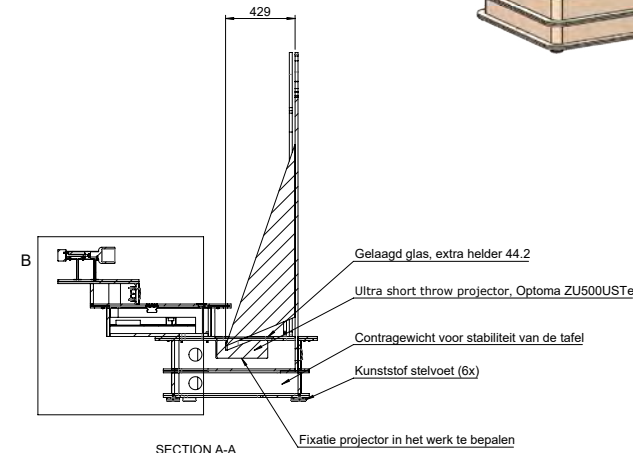 429
B
Gelaagd glas, extra helder 44.2
Ultra short throw projector, Optoma ZU500USTe
Contragewicht voor stabiliteit van de tafel
Kunststof stelvoet (6x)
Fixatie projector in het werk te bepalen
SECTION A-A